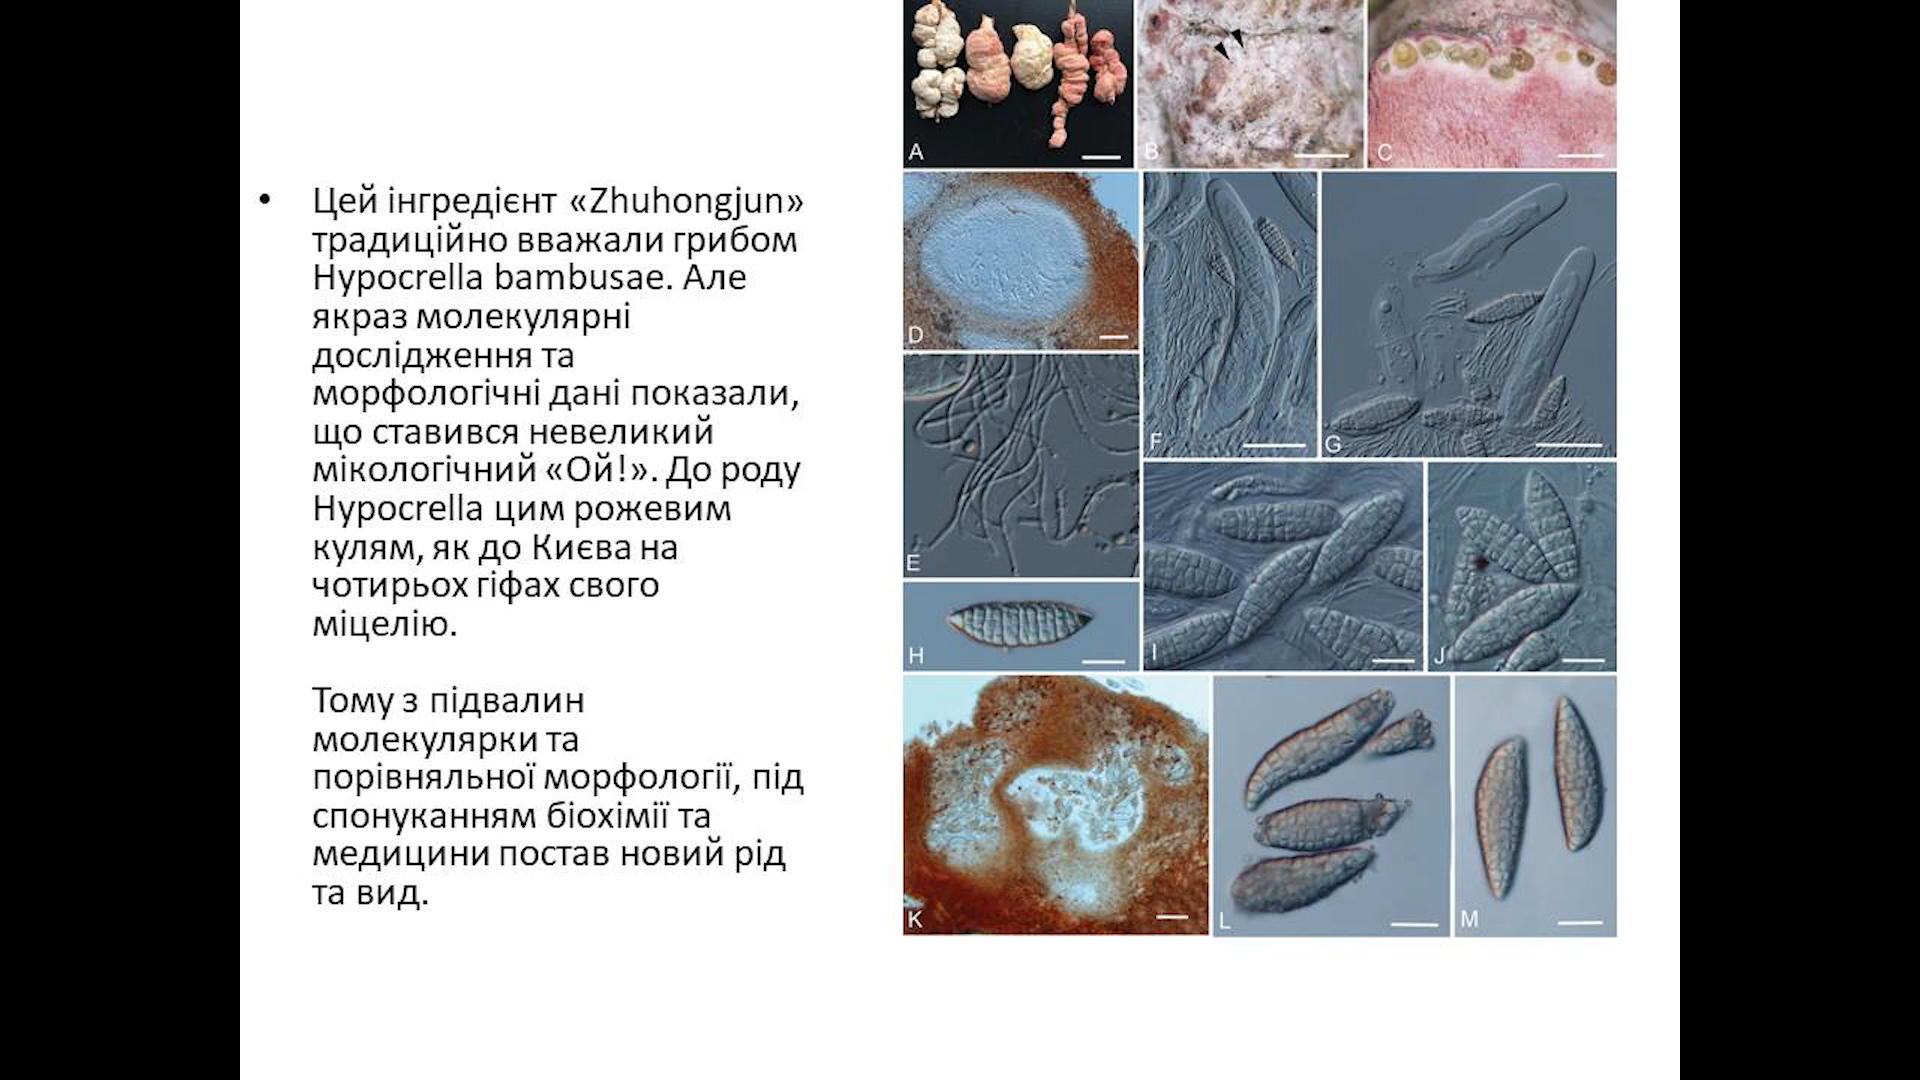 • Цей інгредієнт «Zhuhongjun»
традиційно вважали грибом
Hypocrella bambusae. Але
якраз молекулярні
дослідження та
морфологічні дані показали,
що ставився невеликий
мікологічний «Ой!». До роду
Hypocrella цим рожевим
кулям, як до Києва на
чотирьох гіфах свого
міцелію.
Тому з підвалин
молекулярки та
порівняльної морфології, під
спонуканням біохімії та
медицини постав новий рід
та вид.
A
B
C
D
F
G
E
H
I
J
K
L
M